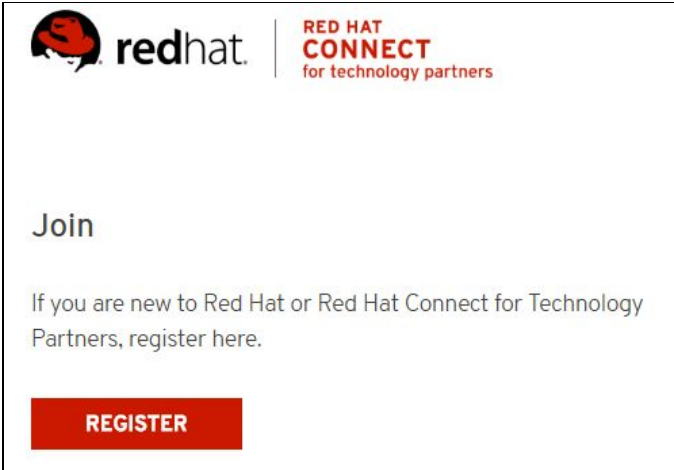 redhat.
RED HAT
CONNECT
for technology partners
Join
If you are new to Red Hat or Red Hat Connect for Technology
Partners, register here.
REGISTER